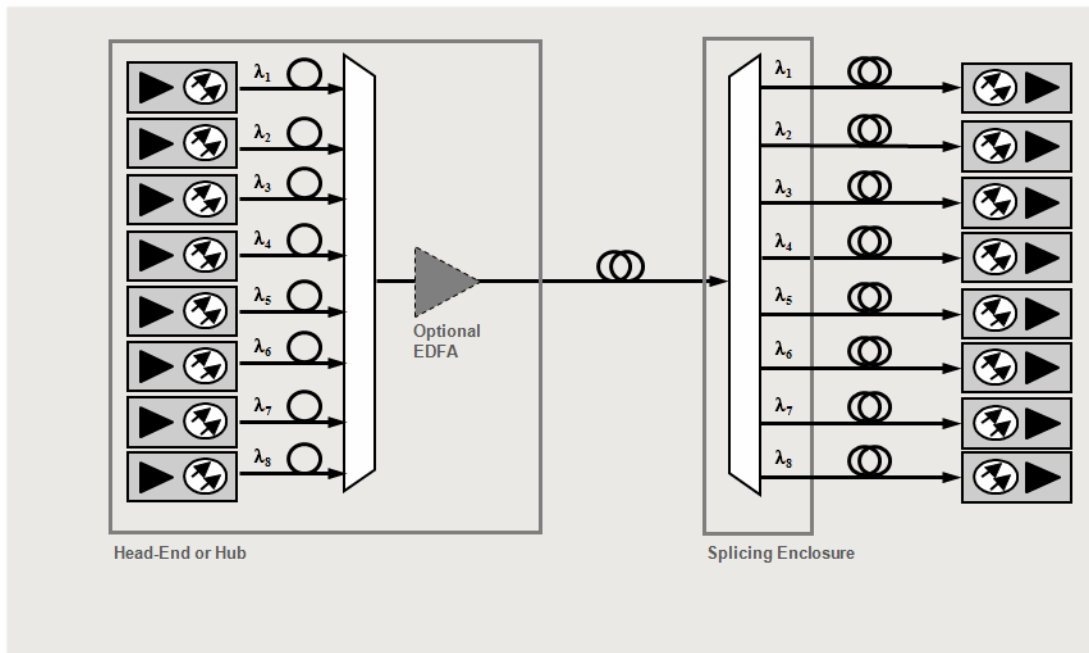 λ1
λ2
λ3
λ4
λ5
λ6
λ7
λ8
Optional
EDFA
Head-End or Hub
λ1
λ2
λ3
λ4
λ5
λ6
λ7
λ8
Splicing Enclosure